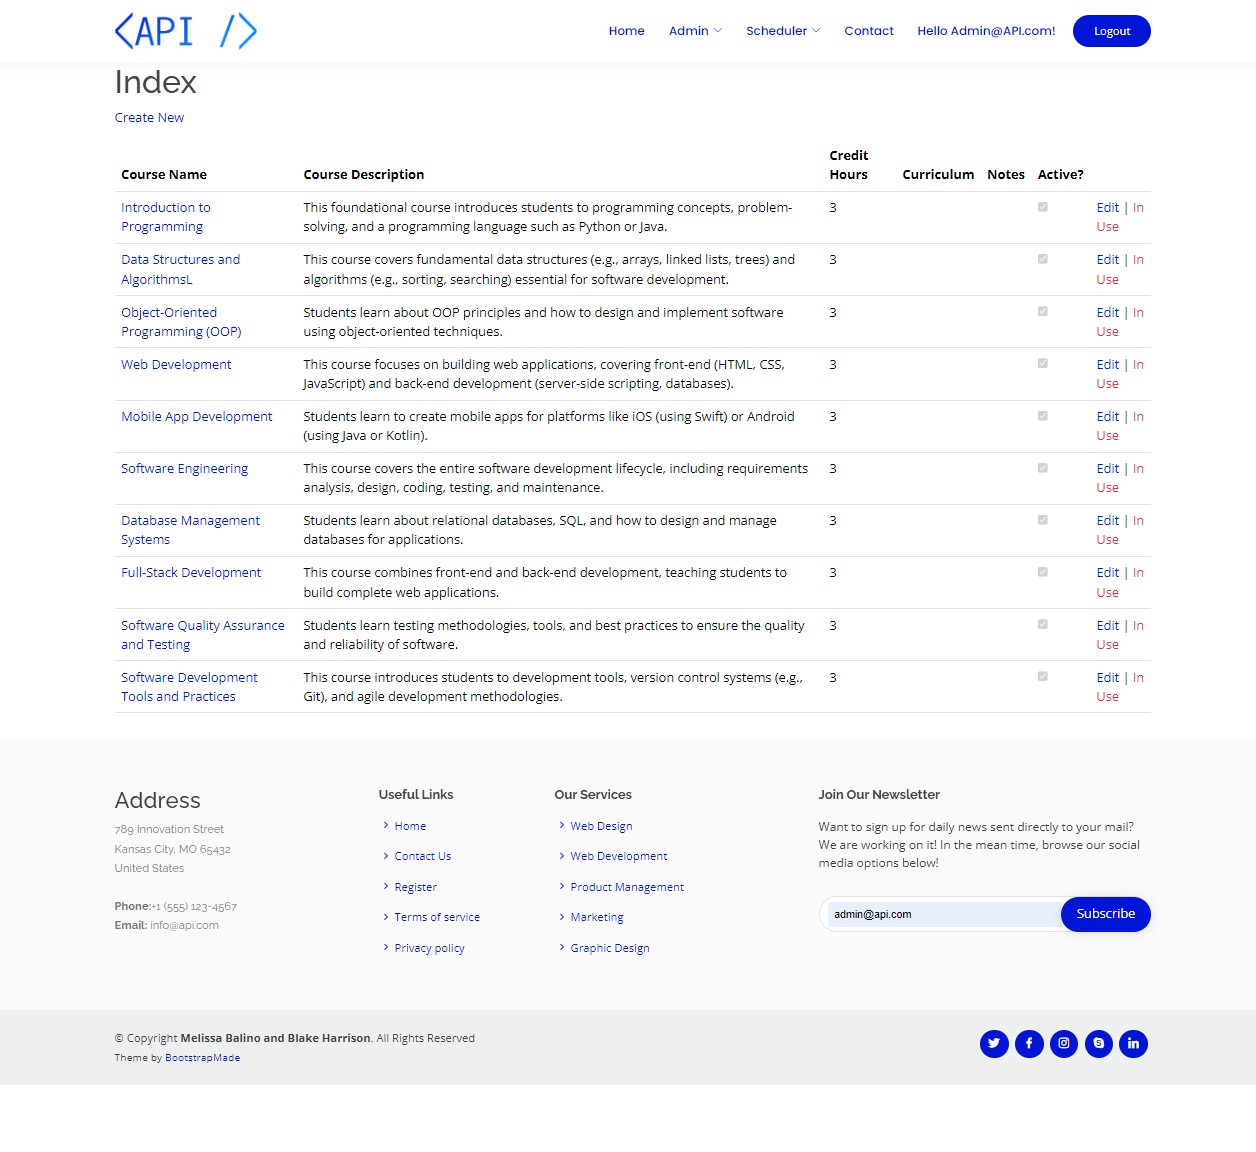 <API />
Home Admin Scheduler Contact Hello Admin@API.com! Logout
Index
Create New
Course Name Course Description Credit Hours Curriculum Notes Active?
Introduction to Programming This foundational course introduces students to programming concepts, problem-
solving, and a programming language such as Python or Java. 3 Edit | In Use
Data Structures and AlgorithmsL This course covers fundamental data structures (e.g., arrays, linked lists, trees) and
algorithms (e.g., sorting, searching) essential for software development. 3 Edit | In Use
Object-Oriented Programming (OOP) Students learn about OOP principles and how to design and implement software
using object-oriented techniques. 3 Edit | In Use
Web Development This course focuses on building web applications, covering front-end (HTML, CSS,
JavaScript) and back-end development (server-side scripting, databases). 3 Edit | In Use
Mobile App Development Students learn to create mobile apps for platforms like iOS (using Swift) or Android
(using Java or Kotlin). 3 Edit | In Use
Software Engineering This course covers the entire software development lifecycle, including requirements
analysis, design, coding, testing, and maintenance. 3 Edit | In Use
Database Management Systems Students learn about relational databases, SQL, and how to design and manage
databases for applications. 3 Edit | In Use
Full-Stack Development This course combines front-end and back-end development, teaching students to
build complete web applications. 3 Edit | In Use
Software Quality Assurance and Testing Students learn testing methodologies, tools, and best practices to ensure the quality
and reliability of software. 3 Edit | In Use
Software Development Tools and Practices This course introduces students to development tools, version control systems (e.g.,
Git), and agile development methodologies. 3 Edit | In Use
Address
789 Innovation Street
Kansas City, MO 65432
United States
Phone:+1 (555) 123-4567
Email: info@api.com
Useful Links
Home
Contact Us
Register
Terms of service
Privacy policy
Our Services
Web Design
Web Development
Product Management
Marketing
Graphic Design
Join Our Newsletter
Want to sign up for daily news sent directly to your mail?
We are working on it! In the mean time, browse our social
media options below!
admin@api.com Subscribe
© Copyright Melissa Balino and Blake Harrison. All Rights Reserved
Theme by BootstrapMade